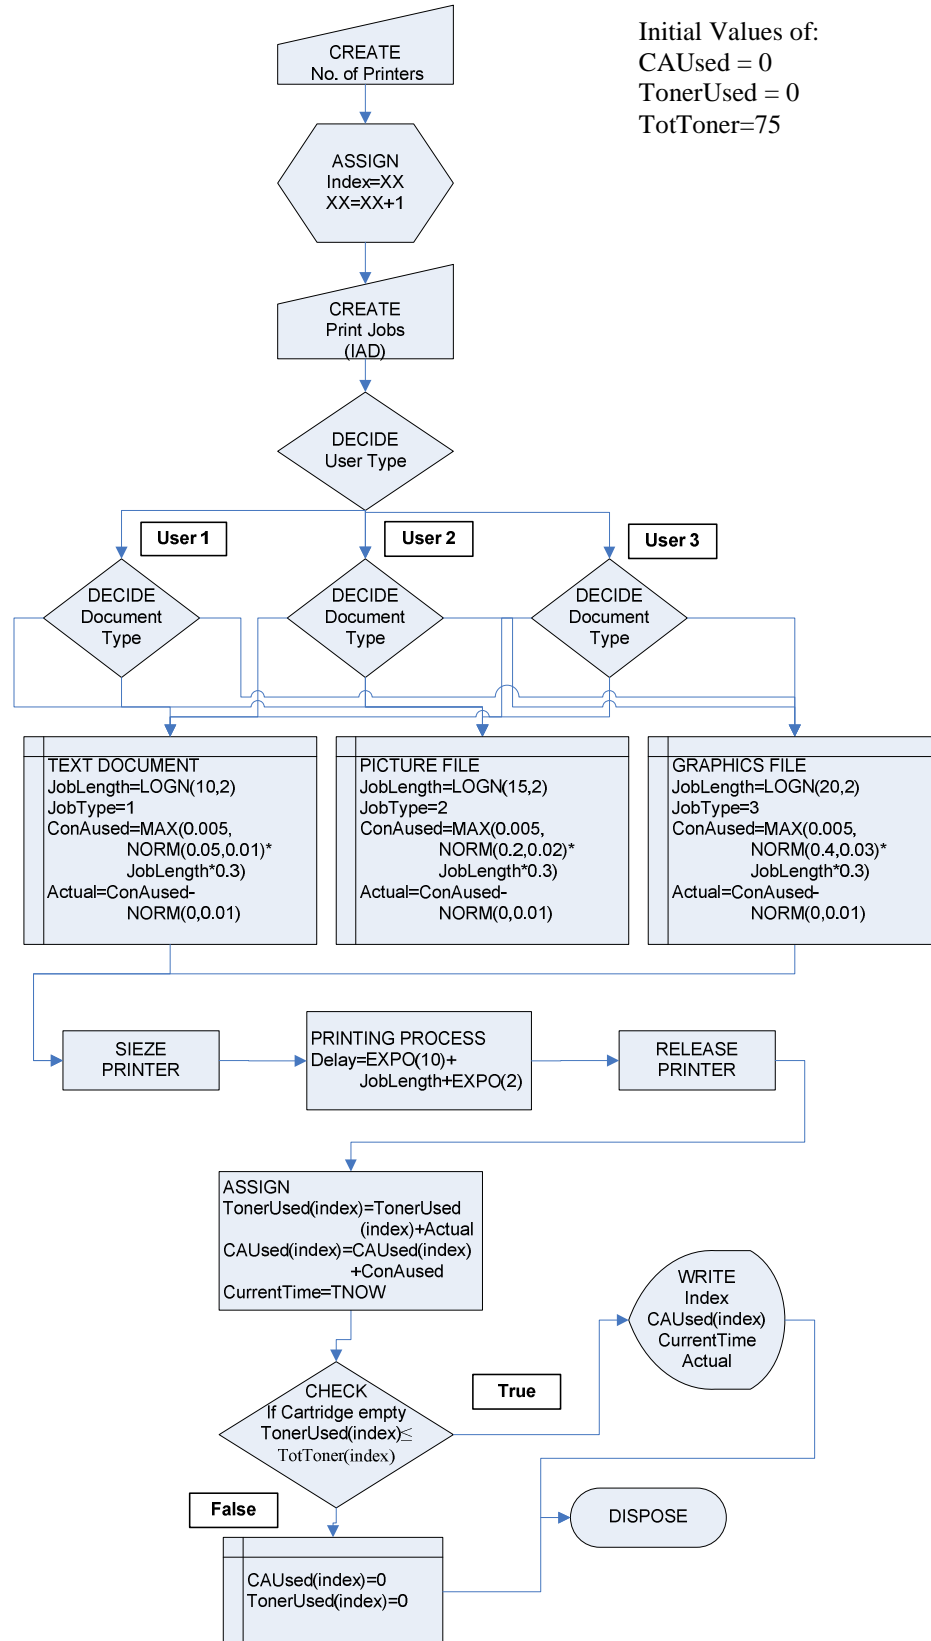 Initial Values of:
CAUsed = 0
TonerUsed = 0
TotToner=75
CREATE
No. of Printers
ASSIGN
Index=XX
XX=XX+1
CREATE
Print Jobs
(IAD)
DECIDE
User Type
User 1
User 2
User 3
DECIDE
Document
Type
DECIDE
Document
Type
DECIDE
Document
Type
TEXT DOCUMENT
JobLength=LOGN(10,2)
JobType=1
ConAused=MAX(0.005,
NORM(0.05,0.01)*
JobLength*0.3)
Actual=ConAused-
NORM(0,0.01)
PICTURE FILE
JobLength=LOGN(15,2)
JobType=2
ConAused=MAX(0.005,
NORM(0.2,0.02)*
JobLength*0.3)
Actual=ConAused-
NORM(0,0.01)
GRAPHICS FILE
JobLength=LOGN(20,2)
JobType=3
ConAused=MAX(0.005,
NORM(0.4,0.03)*
JobLength*0.3)
Actual=ConAused-
NORM(0,0.01)
SIEZE
PRINTER
PRINTING PROCESS
Delay=EXPO(10)+
JobLength+EXPO(2)
RELEASE
PRINTER
ASSIGN
TonerUsed(index)=TonerUsed
(index)+Actual
CAUsed(index)=CAUsed(index)
+ConAused
CurrentTime=TNOW
WRITE
Index
CAUsed(index)
CurrentTime
Actual
CHECK
If Cartridge empty
TonerUsed(index)≤
TotToner(index)
True
False
DISPOSE
CAUsed(index)=0
TonerUsed(index)=0